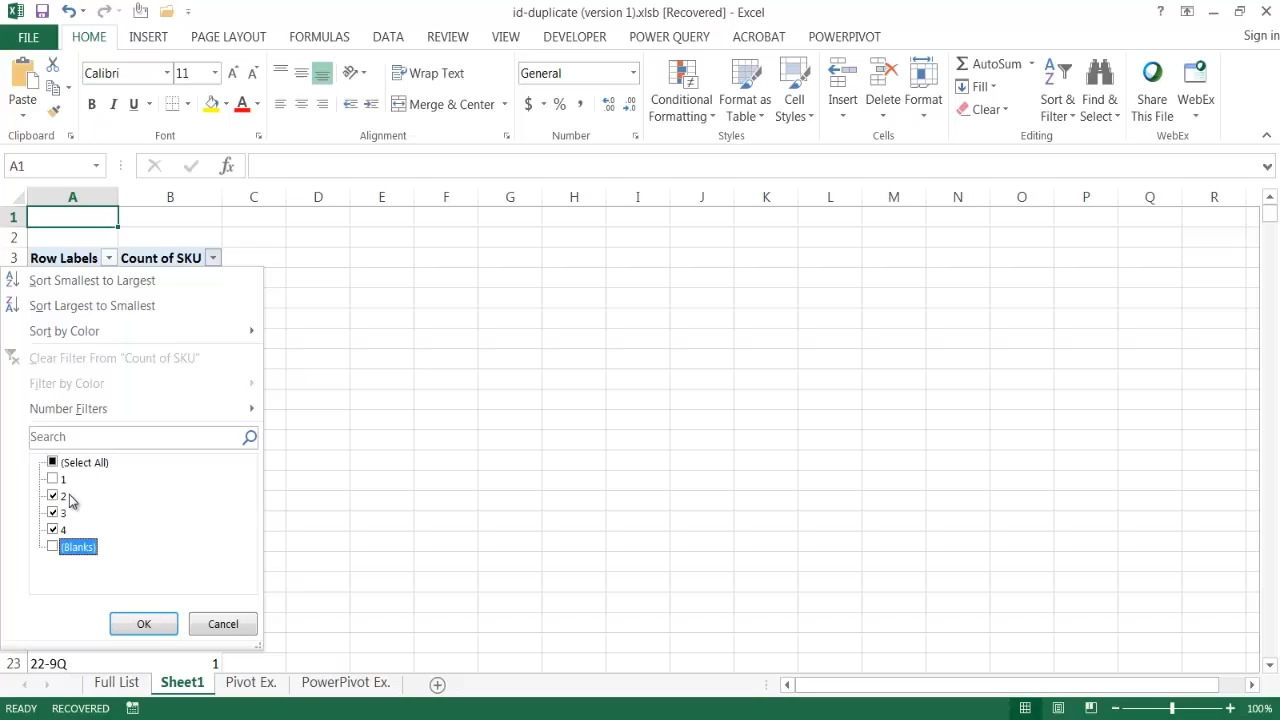 id-duplicate (version 1).xlsb [Recovered] - Excel
FILE HOME INSERT PAGE LAYOUT FORMULAS DATA REVIEW VIEW DEVELOPER POWER QUERY ACROBAT POWERPIVOT Sign in
Paste
Calibri 11
Wrap Text
General
Merge & Center
Conditional Formatting
Format as Table
Cell Styles
Insert
Delete
Format
AutoSum
Fill
Clear
Sort & Filter
Find & Select
Share This File
WebEx
Clipboard Font Alignment Number Styles Cells Editing WebEx
A1
A B C D E F G H I J K L M N O P Q R
1
2
3 Row Labels Count of SKU
Sort Smallest to Largest
Sort Largest to Smallest
Sort by Color
Clear Filter From "Count of SKU"
Filter by Color
Number Filters
Search
(Select All)
1
2
3
4
(Blanks)
OK Cancel
23 22-9Q 1
Full List Sheet1 Pivot Ex. PowerPivot Ex.
READY RECOVERED 100%